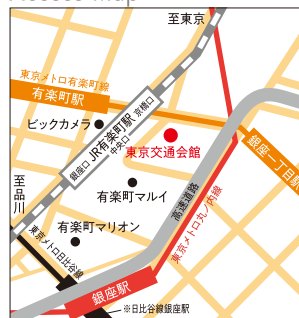 Access Map
至東京
東京メトロ有楽町線
有楽町駅
ビックカメラ
京橋口
JR有楽町駅
中央口
銀座口
東京交通会館
銀座一丁目駅
至品川
有楽町マルイ
高速道路
東京メトロ丸ノ内線
有楽町マリオン
東京メトロ日比谷線
銀座駅
※日比谷線銀座駅